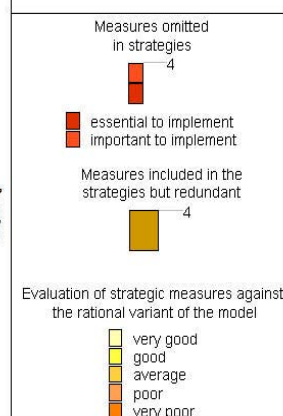 Measures omitted
in strategies
4
essential to implement
important to implement
Measures included in the
strategies but redundant
4
Evaluation of strategic measures against
the rational variant of the model
very good
good
average
poor
very poor